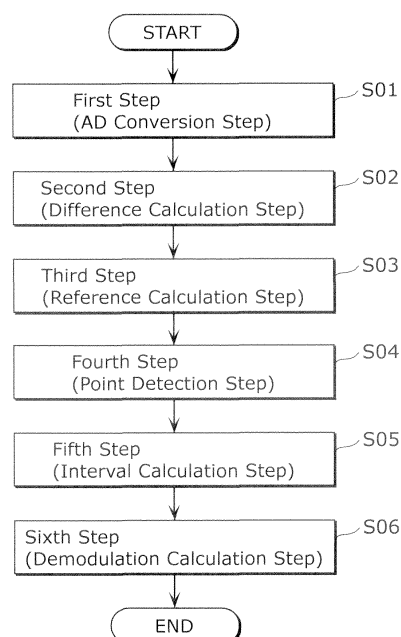 START
First Step
(AD Conversion Step)
S01
Second Step
(Difference Calculation Step)
S02
Third Step
(Reference Calculation Step)
S03
Fourth Step
(Point Detection Step)
S04
Fifth Step
(Interval Calculation Step)
S05
Sixth Step
(Demodulation Calculation Step)
S06
END